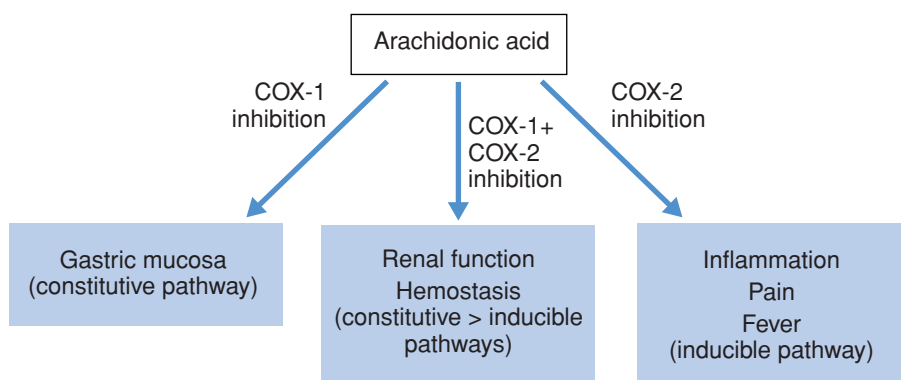 Arachidonic acid
COX-1
inhibition
COX-1+
COX-2
inhibition
COX-2
inhibition
Gastric mucosa
(constitutive pathway)
Renal function
Hemostasis
(constitutive > inducible
pathways)
Inflammation
Pain
Fever
(inducible pathway)